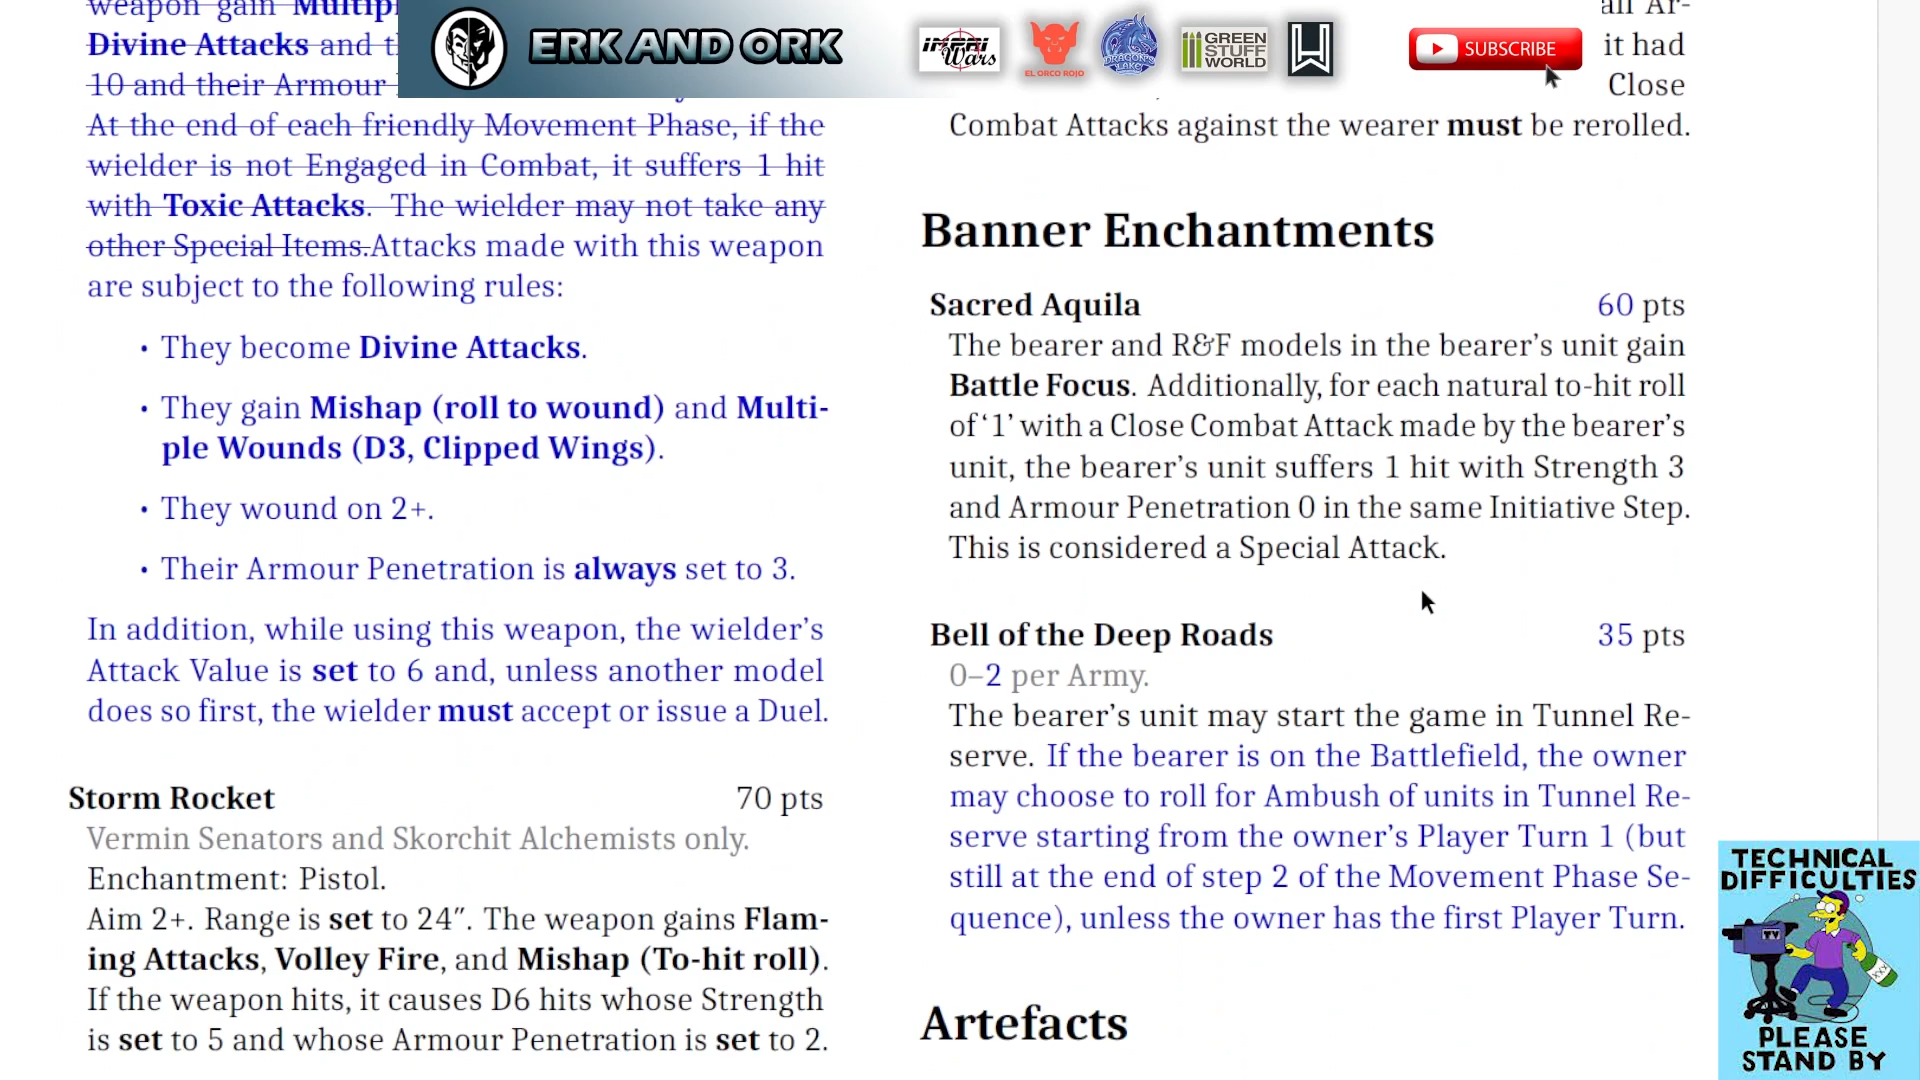 weapon gain Multip
Divine Attacks and t
10 and their Armour
At the end of each friendly Movement Phase, if the
wielder is not Engaged in Combat, it suffers 1 hit
with Toxic Attacks. The wielder may not take any
other Special Items.Attacks made with this weapon
are subject to the following rules:
• They become Divine Attacks.
• They gain Mishap (roll to wound) and Multi-
ple Wounds (D3, Clipped Wings).
• They wound on 2+.
• Their Armour Penetration is always set to 3.
In addition, while using this weapon, the wielder's
Attack Value is set to 6 and, unless another model
does so first, the wielder must accept or issue a Duel.
Storm Rocket 70 pts
Vermin Senators and Skorchit Alchemists only.
Enchantment: Pistol.
Aim 2+. Range is set to 24″. The weapon gains Flam-
ing Attacks, Volley Fire, and Mishap (To-hit roll).
If the weapon hits, it causes D6 hits whose Strength
is set to 5 and whose Armour Penetration is set to 2.
ERK AND ORK
Wars
EL ORCO ROJO
DRAGON'S
LAKE
GREEN
STUFF
WORLD
SUBSCRIBE
all Ar-
it had
Close
Combat Attacks against the wearer must be rerolled.
Banner Enchantments
Sacred Aquila 60 pts
The bearer and R&F models in the bearer's unit gain
Battle Focus. Additionally, for each natural to-hit roll
of '1' with a Close Combat Attack made by the bearer's
unit, the bearer's unit suffers 1 hit with Strength 3
and Armour Penetration 0 in the same Initiative Step.
This is considered a Special Attack.
Bell of the Deep Roads 35 pts
0–2 per Army.
The bearer's unit may start the game in Tunnel Re-
serve. If the bearer is on the Battlefield, the owner
may choose to roll for Ambush of units in Tunnel Re-
serve starting from the owner's Player Turn 1 (but
still at the end of step 2 of the Movement Phase Se-
quence), unless the owner has the first Player Turn.
Artefacts
TECHNICAL
DIFFICULTIES
TV
XXX
PLEASE
STAND BY